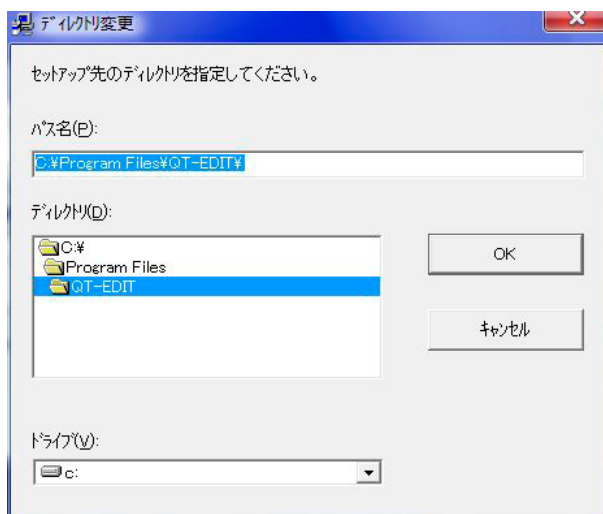 ディレクトリ変更
セットアップ先のディレクトリを指定してください。
パス名(P):
C:¥Program Files¥QT-EDIT¥
ディレクトリ(D):
C:¥
Program Files
QT-EDIT
OK
キャンセル
ドライブ(V):
c: